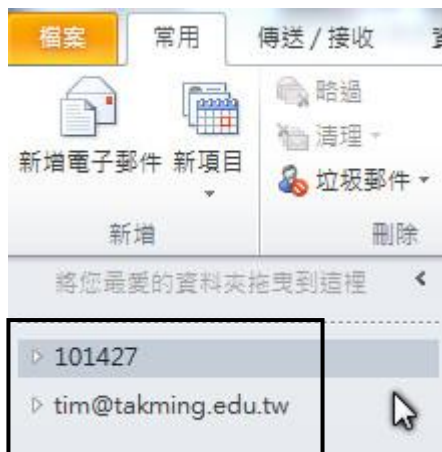 檔案 常用 傳送 / 接收
略過
清理
新增電子郵件 新項目
垃圾郵件
新增 刪除
將您最愛的資料夾拖曳到這裡
101427
tim@takming.edu.tw